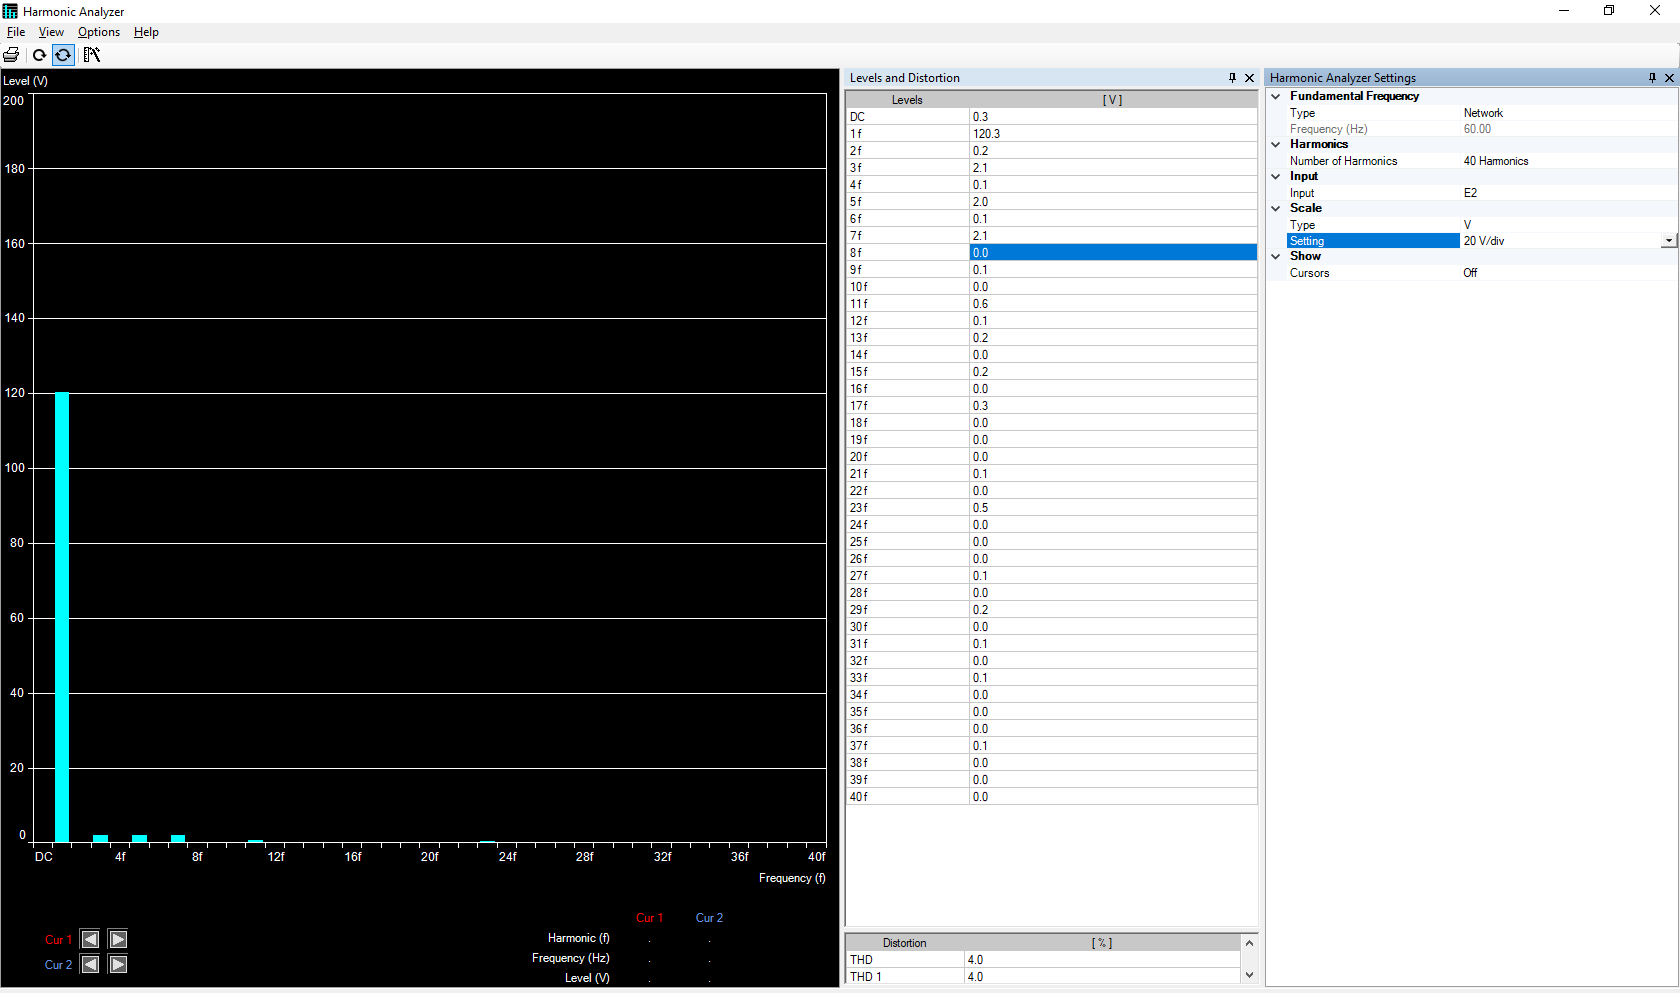 Harmonic Analyzer
File View Options Help
Level (V)
200
180
160
140
120
100
80
60
40
20
0
DC 4f 8f 12f 16f 20f 24f 28f 32f 36f 40f
Frequency (f)
Cur 1 Cur 2
Cur 1
Cur 2
Harmonic (f) . .
Frequency (Hz) . .
Level (V) . .
Levels and Distortion
Levels [ V ]
DC 0.3
1f 120.3
2f 0.2
3f 2.1
4f 0.1
5f 2.0
6f 0.1
7f 2.1
8f 0.0
9f 0.1
10f 0.0
11f 0.6
12f 0.1
13f 0.2
14f 0.0
15f 0.2
16f 0.0
17f 0.3
18f 0.0
19f 0.0
20f 0.0
21f 0.1
22f 0.0
23f 0.5
24f 0.0
25f 0.0
26f 0.0
27f 0.1
28f 0.0
29f 0.2
30f 0.0
31f 0.1
32f 0.0
33f 0.1
34f 0.0
35f 0.0
36f 0.0
37f 0.1
38f 0.0
39f 0.0
40f 0.0
Distortion [ % ]
THD 4.0
THD 1 4.0
Harmonic Analyzer Settings
Fundamental Frequency
Type Network
Frequency (Hz) 60.00
Harmonics
Number of Harmonics 40 Harmonics
Input
Input E2
Scale
Type V
Setting 20 V/div
Show
Cursors Off